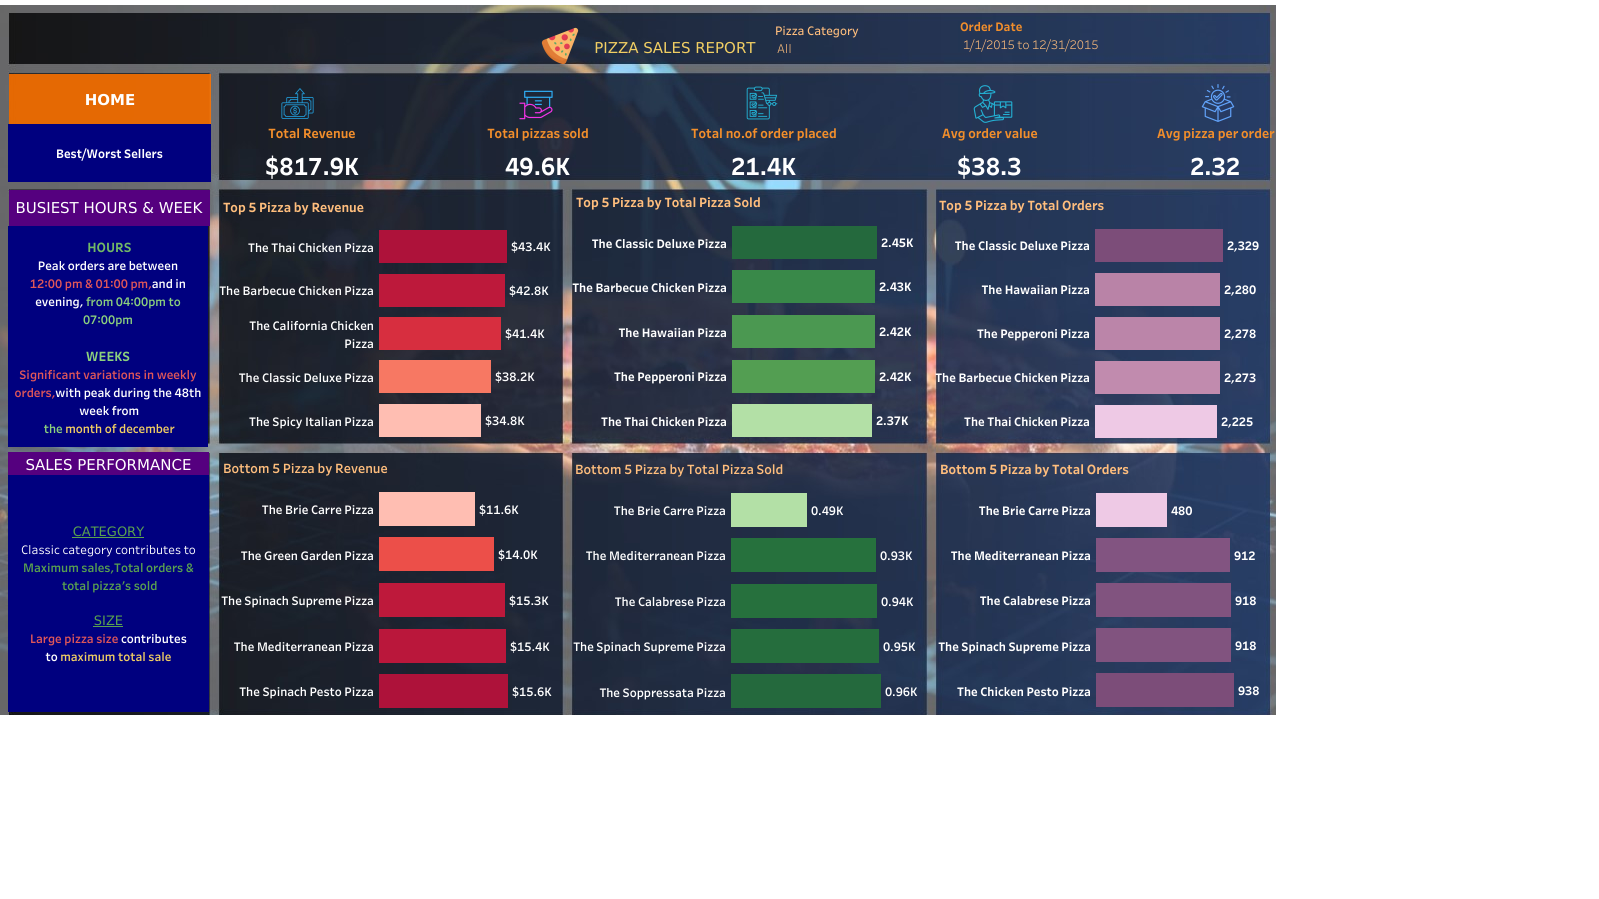 PIZZA SALES REPORT
Pizza Category
All
Order Date
1/1/2015 to 12/31/2015
HOME
Best/Worst Sellers
Total Revenue
$817.9K
Total pizzas sold
49.6K
Total no.of order placed
21.4K
Avg order value
$38.3
Avg pizza per order
2.32
BUSIEST HOURS & WEEK
HOURS
Peak orders are between
12:00 pm & 01:00 pm,and in
evening, from 04:00pm to
07:00pm
WEEKS
Significant variations in weekly
orders,with peak during the 48th
week from
the month of december
SALES PERFORMANCE
CATEGORY
Classic category contributes to
Maximum sales,Total orders &
total pizza's sold
SIZE
Large pizza size contributes
to maximum total sale
Top 5 Pizza by Revenue
The Thai Chicken Pizza $43.4K
The Barbecue Chicken Pizza $42.8K
The California Chicken
Pizza $41.4K
The Classic Deluxe Pizza $38.2K
The Spicy Italian Pizza $34.8K
Top 5 Pizza by Total Pizza Sold
The Classic Deluxe Pizza 2.45K
The Barbecue Chicken Pizza 2.43K
The Hawaiian Pizza 2.42K
The Pepperoni Pizza 2.42K
The Thai Chicken Pizza 2.37K
Top 5 Pizza by Total Orders
The Classic Deluxe Pizza 2,329
The Hawaiian Pizza 2,280
The Pepperoni Pizza 2,278
The Barbecue Chicken Pizza 2,273
The Thai Chicken Pizza 2,225
Bottom 5 Pizza by Revenue
The Brie Carre Pizza $11.6K
The Green Garden Pizza $14.0K
The Spinach Supreme Pizza $15.3K
The Mediterranean Pizza $15.4K
The Spinach Pesto Pizza $15.6K
Bottom 5 Pizza by Total Pizza Sold
The Brie Carre Pizza 0.49K
The Mediterranean Pizza 0.93K
The Calabrese Pizza 0.94K
The Spinach Supreme Pizza 0.95K
The Soppressata Pizza 0.96K
Bottom 5 Pizza by Total Orders
The Brie Carre Pizza 480
The Mediterranean Pizza 912
The Calabrese Pizza 918
The Spinach Supreme Pizza 918
The Chicken Pesto Pizza 938